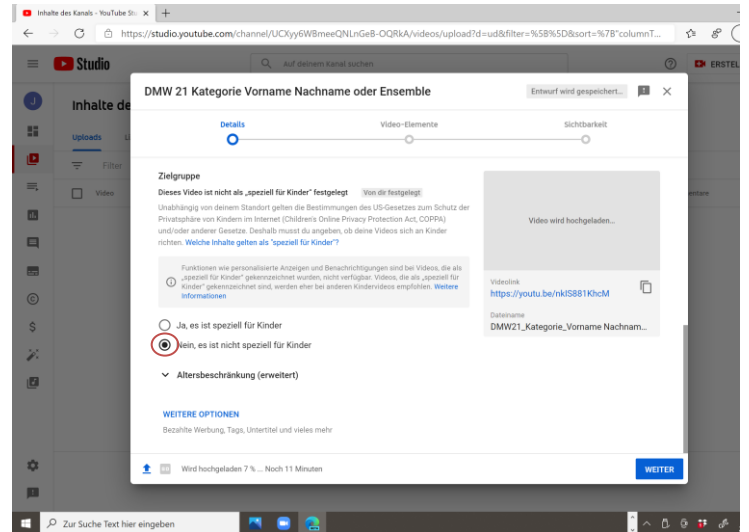 Inhalte des Kanals - YouTube Stu
https://studio.youtube.com/channel/UCXyy6WBmeeQNLnGeB-OQRkA/videos/upload?d=ud&filter=%5B%5D&sort=%7B"columnT...
Studio
Auf deinem Kanal suchen
ERSTEL
J
Inhalte de
Uploads
Filter
Video
entare
DMW 21 Kategorie Vorname Nachname oder Ensemble
Entwurf wird gespeichert...
Details
Video-Elemente
Sichtbarkeit
Zielgruppe
Dieses Video ist nicht als „speziell für Kinder" festgelegt Von dir festgelegt
Unabhängig von deinem Standort gelten die Bestimmungen des US-Gesetzes zum Schutz der
Privatsphäre von Kindern im Internet (Children's Online Privacy Protection Act, COPPA)
und/oder anderer Gesetze. Deshalb musst du angeben, ob deine Videos sich an Kinder
richten. Welche Inhalte gelten als "speziell für Kinder"?
Funktionen wie personalisierte Anzeigen und Benachrichtigungen sind bei Videos, die als
„speziell für Kinder" gekennzeichnet wurden, nicht verfügbar. Videos, die als „speziell für
Kinder" gekennzeichnet sind, werden eher bei anderen Kindervideos empfohlen. Weitere
Informationen
Ja, es ist speziell für Kinder
Nein, es ist nicht speziell für Kinder
Altersbeschränkung (erweitert)
WEITERE OPTIONEN
Bezahlte Werbung, Tags, Untertitel und vieles mehr
Video wird hochgeladen...
Videolink
https://youtu.be/nkIS881KhcM
Dateiname
DMW21_Kategorie_Vorname Nachnam...
Wird hochgeladen 7 % ... Noch 11 Minuten
WEITER
Zur Suche Text hier eingeben